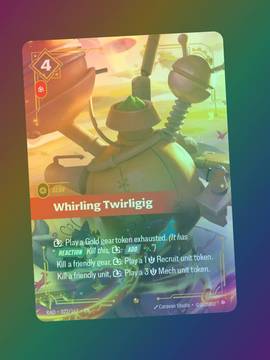 4
GEAR
Whirling Twirligig
: Play a Gold gear token exhausted. (It has
REACTION Kill this, : ADD .")
Kill a friendly gear, : Play a 1 Recruit unit token.
Kill a friendly unit, : Play a 3 Mech unit token.